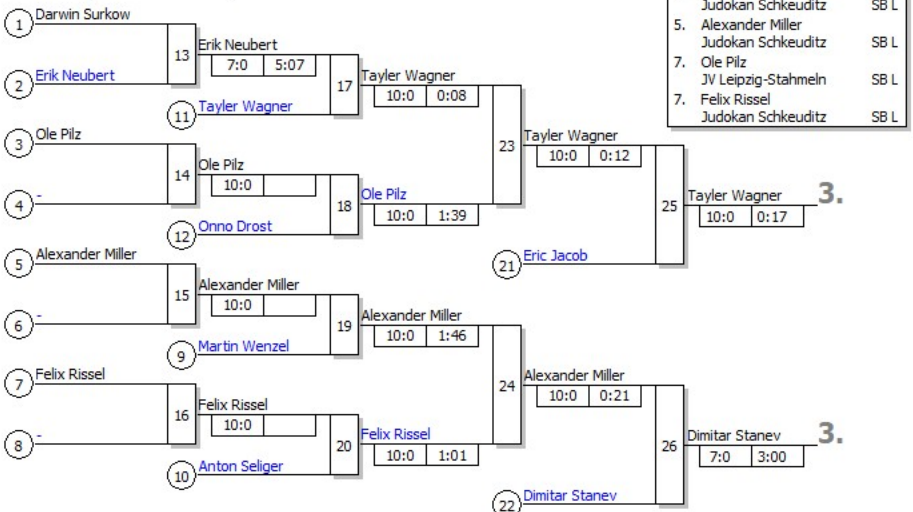 Judokan Schkeuditz SB L
5. Alexander Miller
Judokan Schkeuditz SB L
7. Ole Pilz
JV Leipzig-Stahmeln SB L
7. Felix Rissel
Judokan Schkeuditz SB L
1 Darwin Surkow
13 Erik Neubert
7:0 5:07
2 Erik Neubert
17 Tayler Wagner
10:0 0:08
11 Tayler Wagner
3 Ole Pilz
23 Tayler Wagner
10:0 0:12
14 Ole Pilz
10:0
4 -
18 Ole Pilz
10:0 1:39
12 Onno Drost
25 Tayler Wagner 3.
10:0 0:17
5 Alexander Miller
21 Eric Jacob
15 Alexander Miller
10:0
6 -
19 Alexander Miller
10:0 1:46
9 Martin Wenzel
7 Felix Rissel
24 Alexander Miller
10:0 0:21
16 Felix Rissel
10:0
8 -
20 Felix Rissel
10:0 1:01
10 Anton Seliger
26 Dimitar Stanev 3.
7:0 3:00
22 Dimitar Stanev